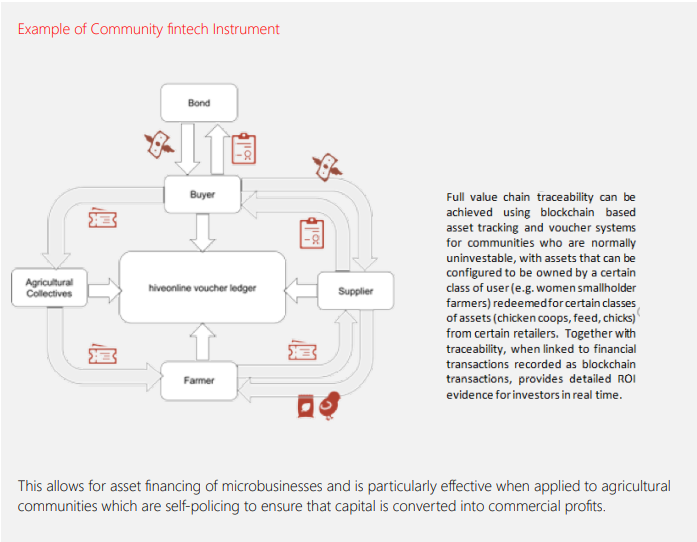 Example of Community fintech Instrument
Bond
Buyer
Agricultural
Collectives
hiveonline voucher ledger
Supplier
Farmer
Full value chain traceability can be
achieved using blockchain based
asset tracking and voucher systems
for communities who are normally
uninvestable, with assets that can be
configured to be owned by a certain
class of user (e.g. women smallholder
farmers) redeemed for certain classes
of assets (chicken coops, feed, chicks)
from certain retailers. Together with
traceability, when linked to financial
transactions recorded as blockchain
transactions, provides detailed ROI
evidence for investors in real time.
This allows for asset financing of microbusinesses and is particularly effective when applied to agricultural
communities which are self-policing to ensure that capital is converted into commercial profits.